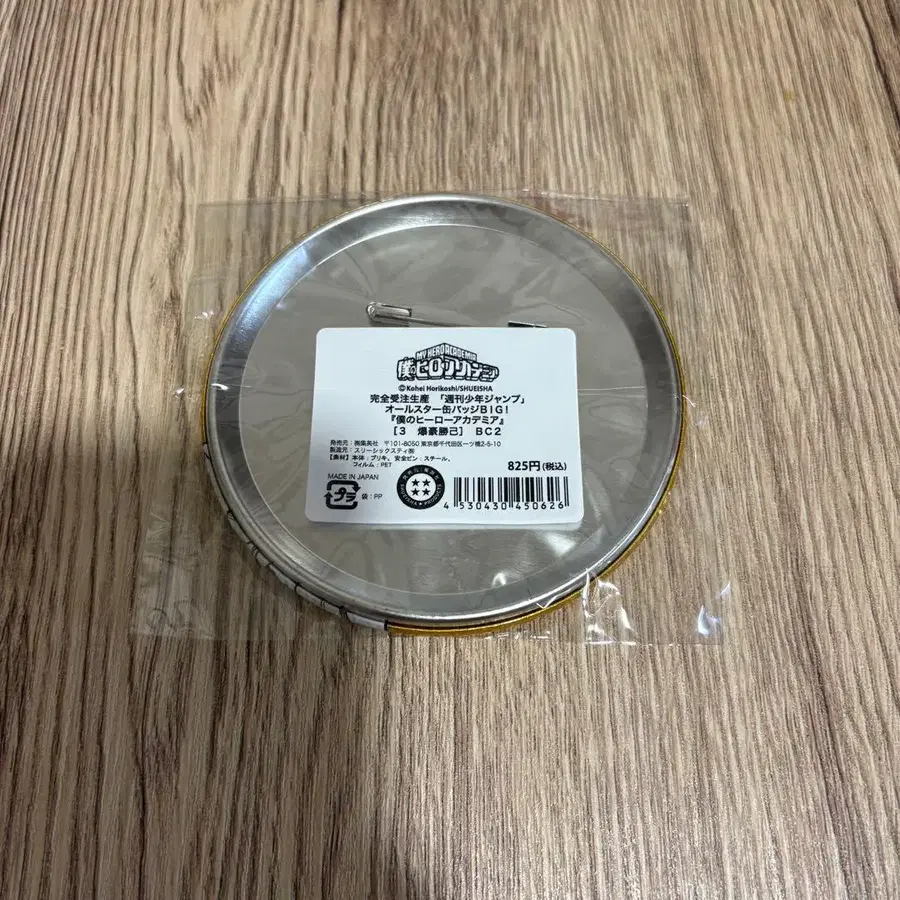 MY HERO ACADEMIA
僕のヒーローアカデミア
©Kohei Horikoshi/SHUEISHA
完全受注生産 「週刊少年ジャンプ」
オールスター缶バッジBIG!
『僕のヒーローアカデミア』
[3 爆豪勝己] BC2
発売元:㈱集英社 〒101-8050 東京都千代田区一ツ橋2-5-10
製造元:スリーシックスティ㈱
【素材】本体:ブリキ、安全ピン:スチール、
フィルム:PET
825円(税込)
MADE IN JAPAN
プラ 袋:PP
4 530430 450626